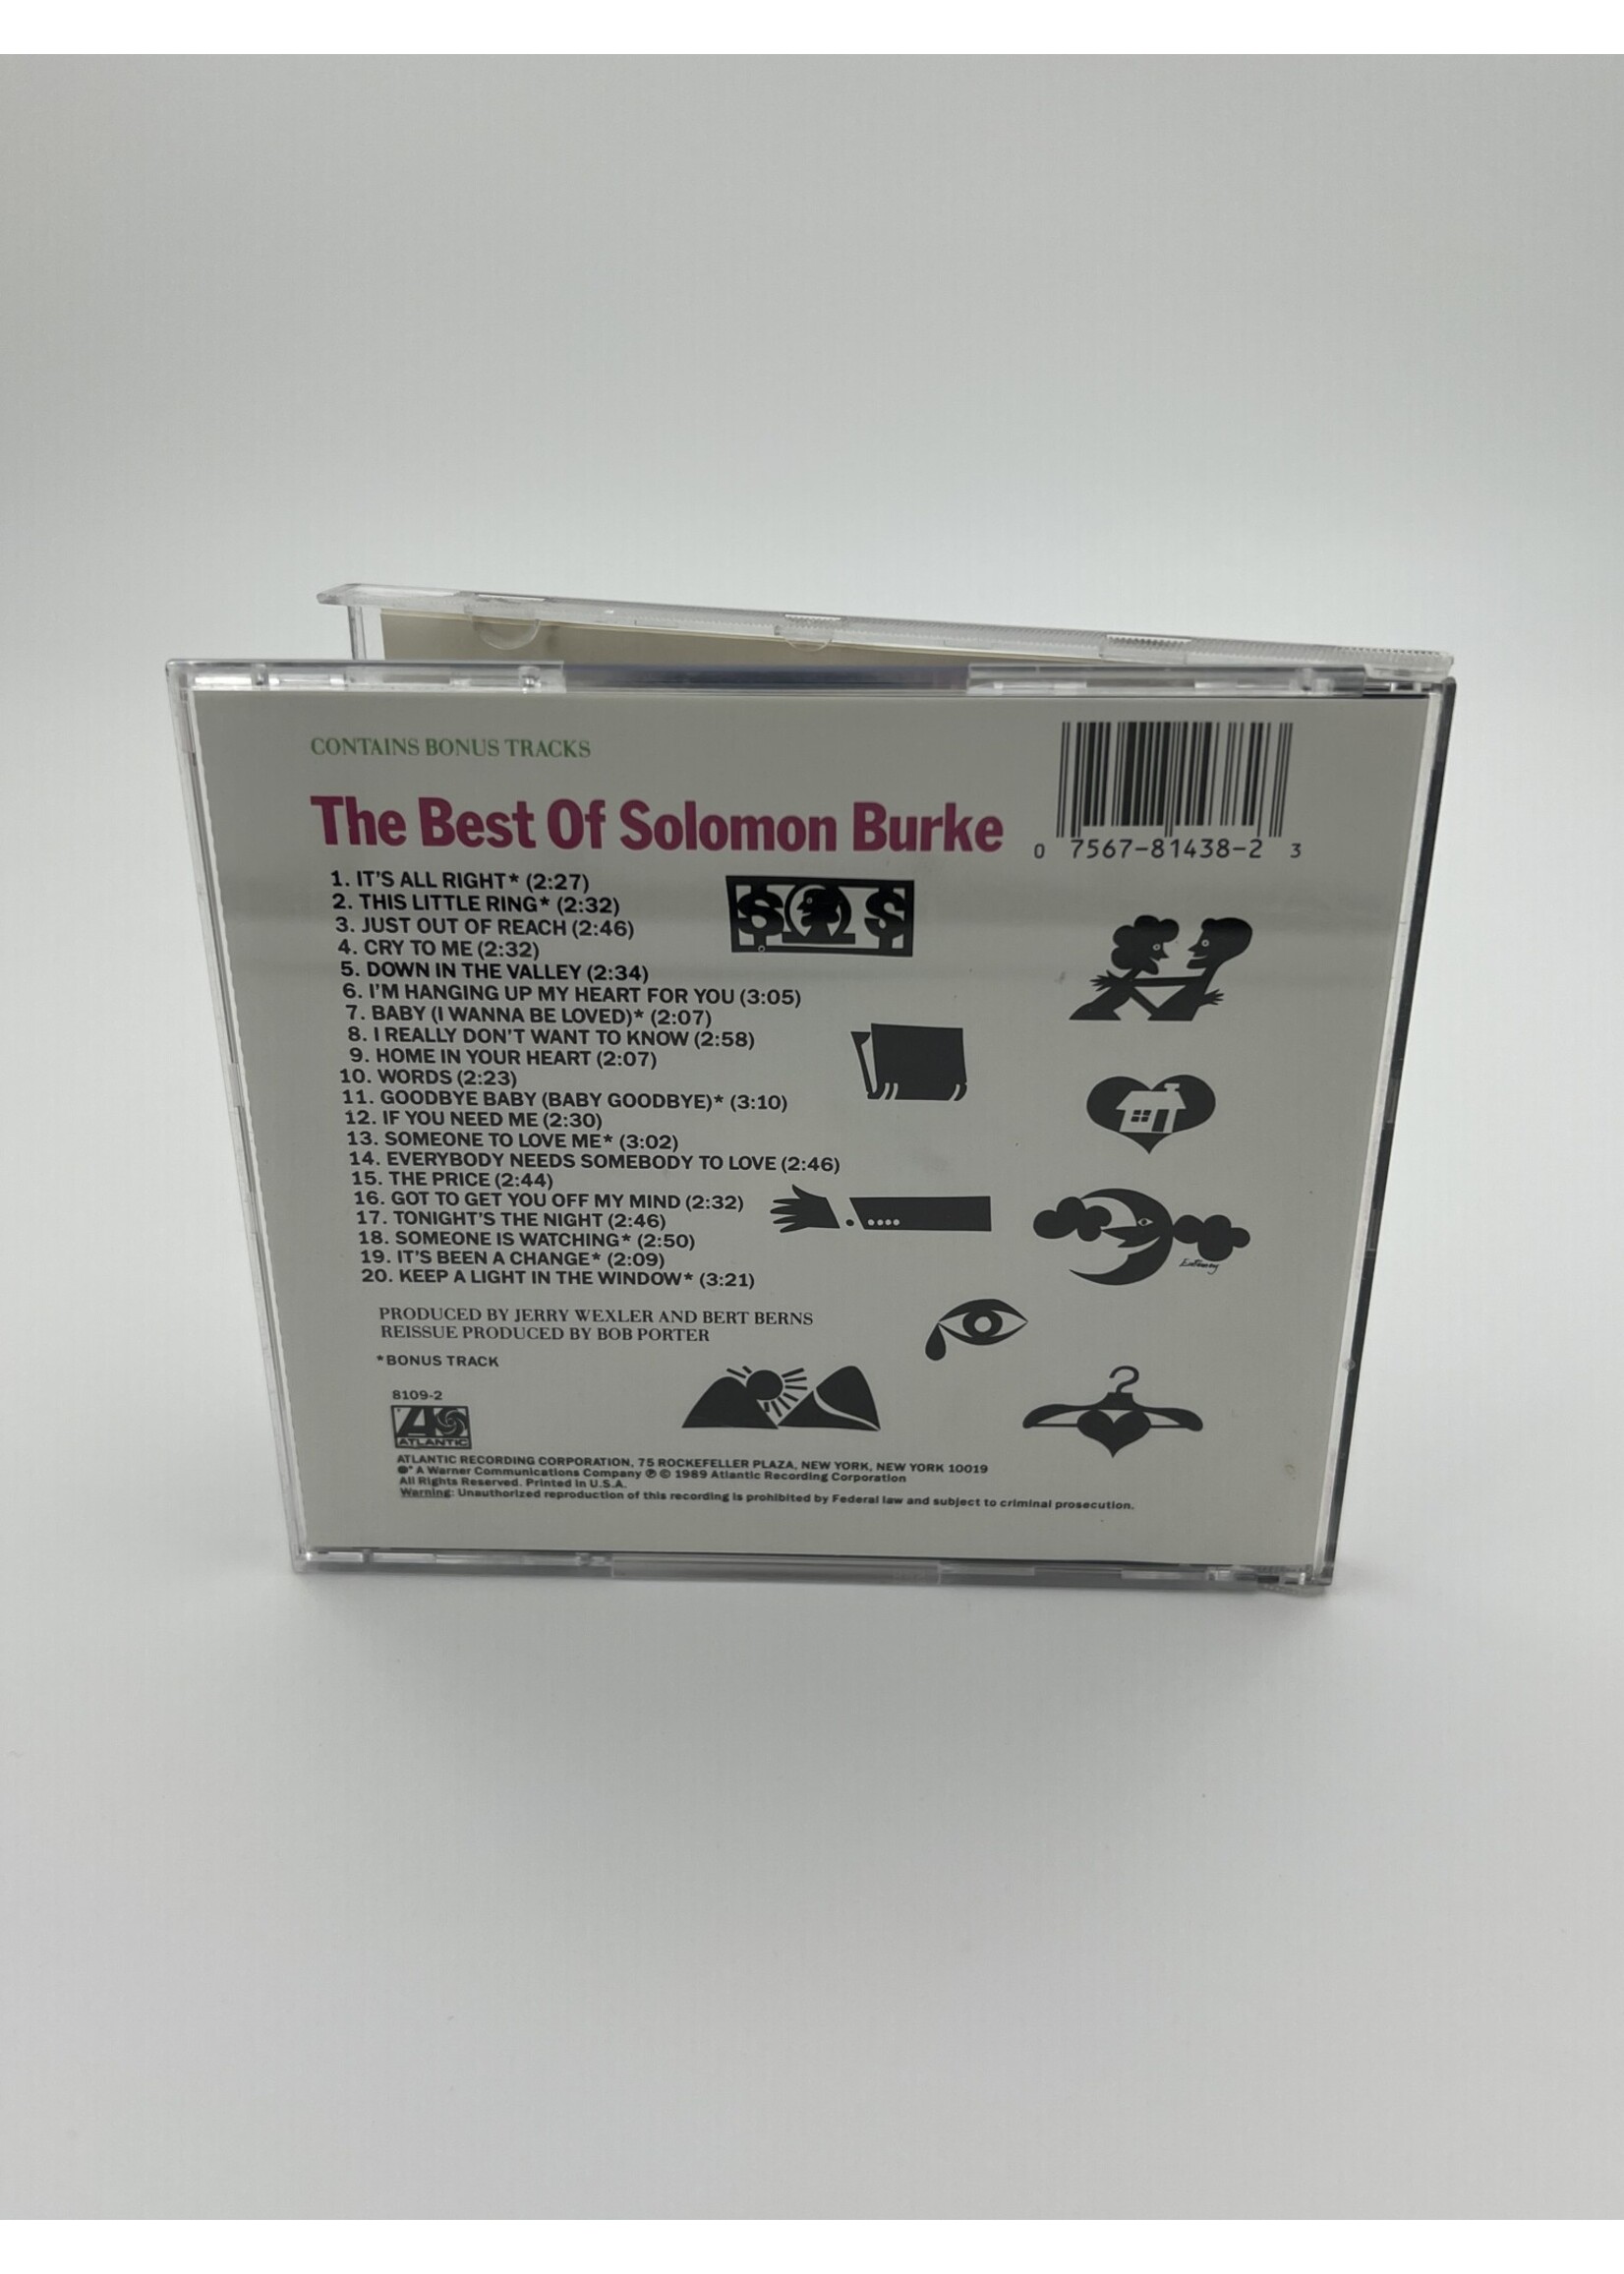 CONTAINS BONUS TRACKS
The Best Of Solomon Burke
0 7567-81438-2 3
1. IT'S ALL RIGHT* (2:27)
2. THIS LITTLE RING* (2:32)
3. JUST OUT OF REACH (2:46)
4. CRY TO ME (2:32)
5. DOWN IN THE VALLEY (2:34)
6. I'M HANGING UP MY HEART FOR YOU (3:05)
7. BABY (I WANNA BE LOVED)* (2:07)
8. I REALLY DON'T WANT TO KNOW (2:58)
9. HOME IN YOUR HEART (2:07)
10. WORDS (2:23)
11. GOODBYE BABY (BABY GOODBYE)* (3:10)
12. IF YOU NEED ME (2:30)
13. SOMEONE TO LOVE ME* (3:02)
14. EVERYBODY NEEDS SOMEBODY TO LOVE (2:46)
15. THE PRICE (2:44)
16. GOT TO GET YOU OFF MY MIND (2:32)
17. TONIGHT'S THE NIGHT (2:46)
18. SOMEONE IS WATCHING* (2:50)
19. IT'S BEEN A CHANGE* (2:09)
20. KEEP A LIGHT IN THE WINDOW* (3:21)
PRODUCED BY JERRY WEXLER AND BERT BERNS
REISSUE PRODUCED BY BOB PORTER
*BONUS TRACK
8109-2
ATLANTIC
ATLANTIC RECORDING CORPORATION, 75 ROCKEFELLER PLAZA, NEW YORK, NEW YORK 10019
A Warner Communications Company ℗ © 1989 Atlantic Recording Corporation
All Rights Reserved. Printed in U.S.A.
Warning: Unauthorized reproduction of this recording is prohibited by Federal law and subject to criminal prosecution.